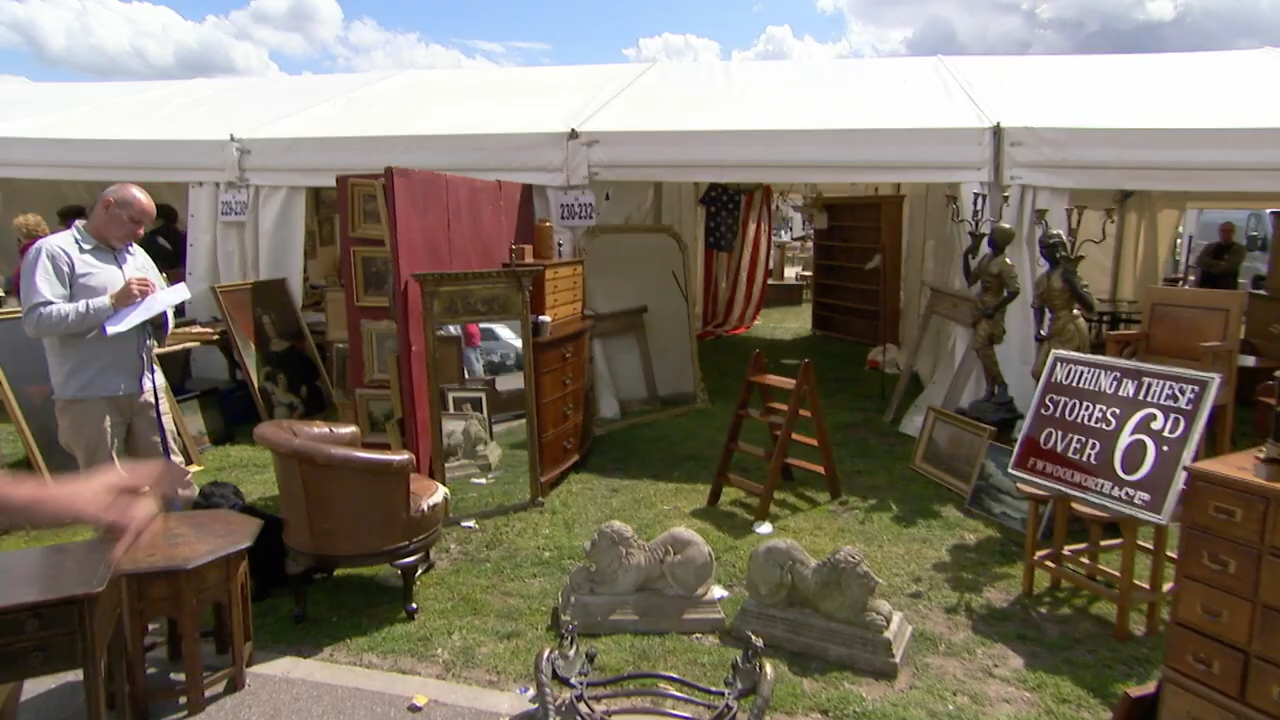 229-230
230-232
NOTHING in THESE
STORES
OVER 6D
F.W. WOOLWORTH & Co LTD